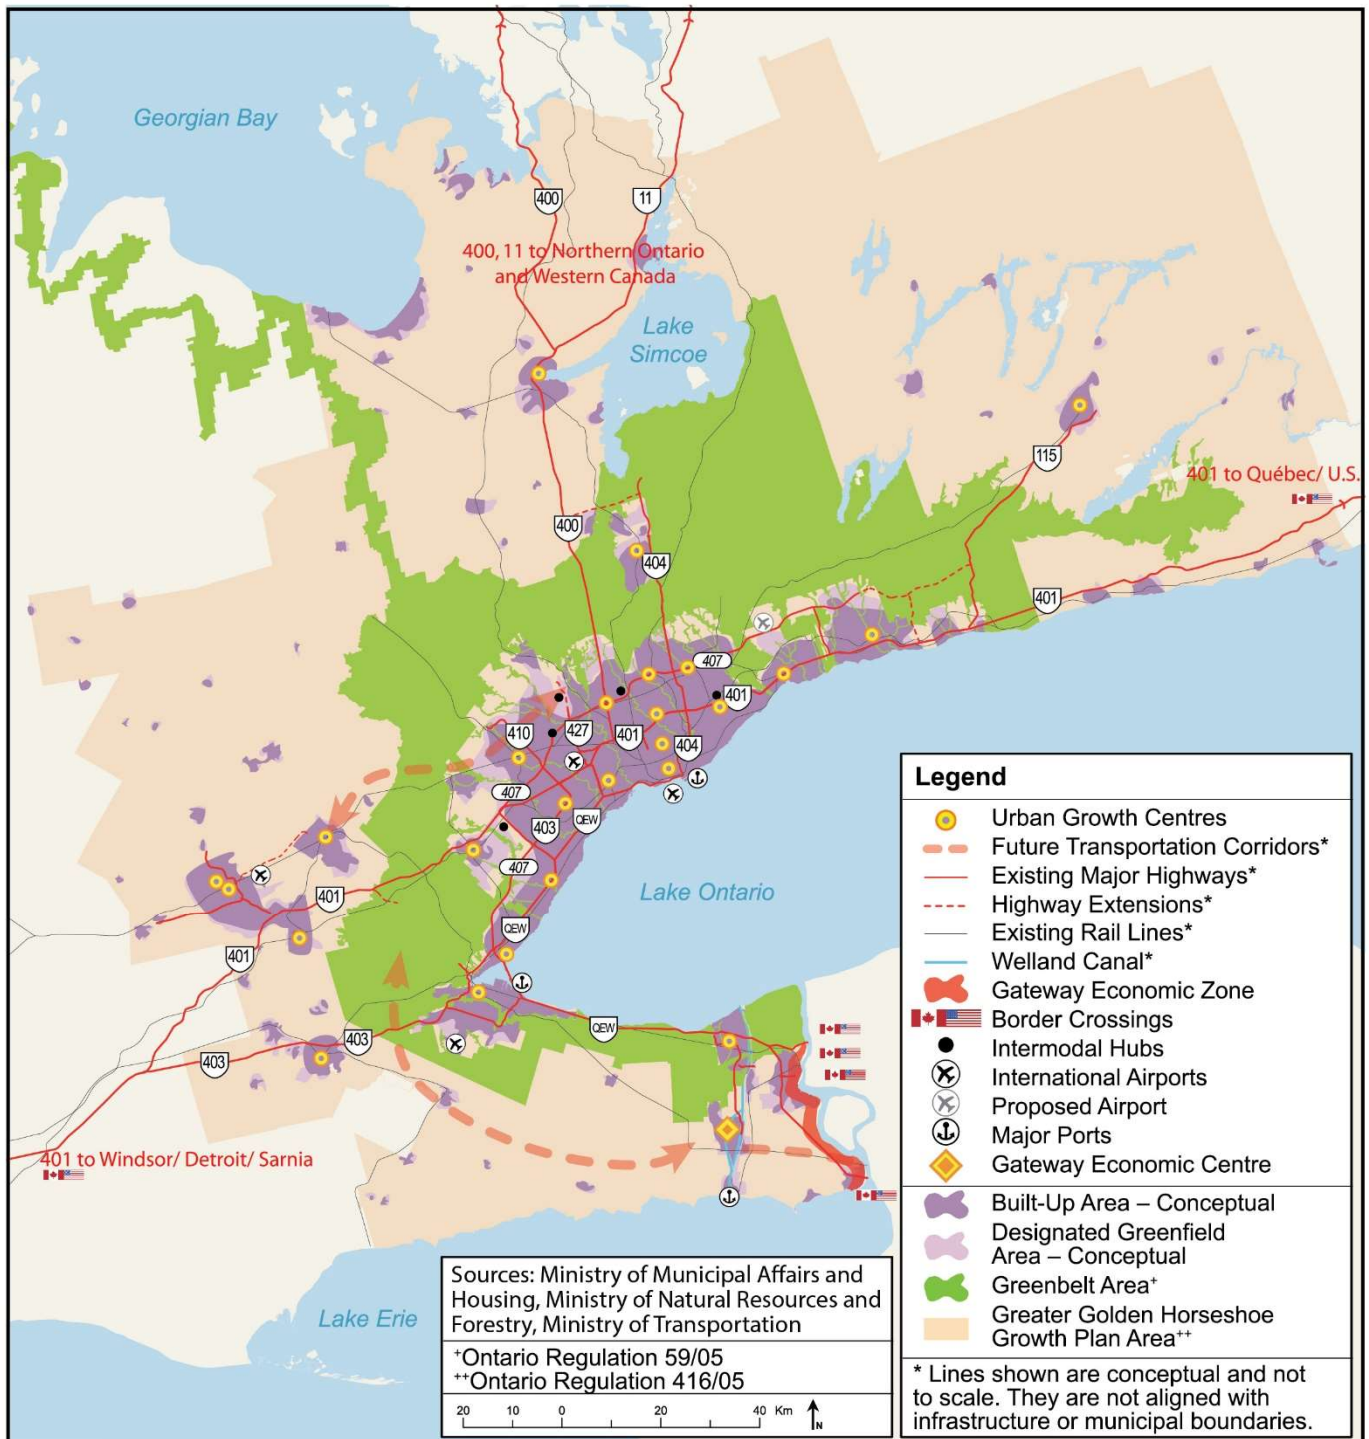 Georgian Bay
400
11
400, 11 to Northern Ontario
and Western Canada
Lake
Simcoe
115
401 to Québec/ U.S.
400
404
401
407
401
410
427
401
404
407
403
QEW
407
Lake Ontario
401
QEW
401
403
QEW
403
401 to Windsor/ Detroit/ Sarnia
Lake Erie
Legend
Urban Growth Centres
Future Transportation Corridors*
Existing Major Highways*
Highway Extensions*
Existing Rail Lines*
Welland Canal*
Gateway Economic Zone
Border Crossings
Intermodal Hubs
International Airports
Proposed Airport
Major Ports
Gateway Economic Centre
Built-Up Area – Conceptual
Designated Greenfield
Area – Conceptual
Greenbelt Area+
Greater Golden Horseshoe
Growth Plan Area++
* Lines shown are conceptual and not
to scale. They are not aligned with
infrastructure or municipal boundaries.
Sources: Ministry of Municipal Affairs and
Housing, Ministry of Natural Resources and
Forestry, Ministry of Transportation
+Ontario Regulation 59/05
++Ontario Regulation 416/05
20 10 0 20 40 Km N